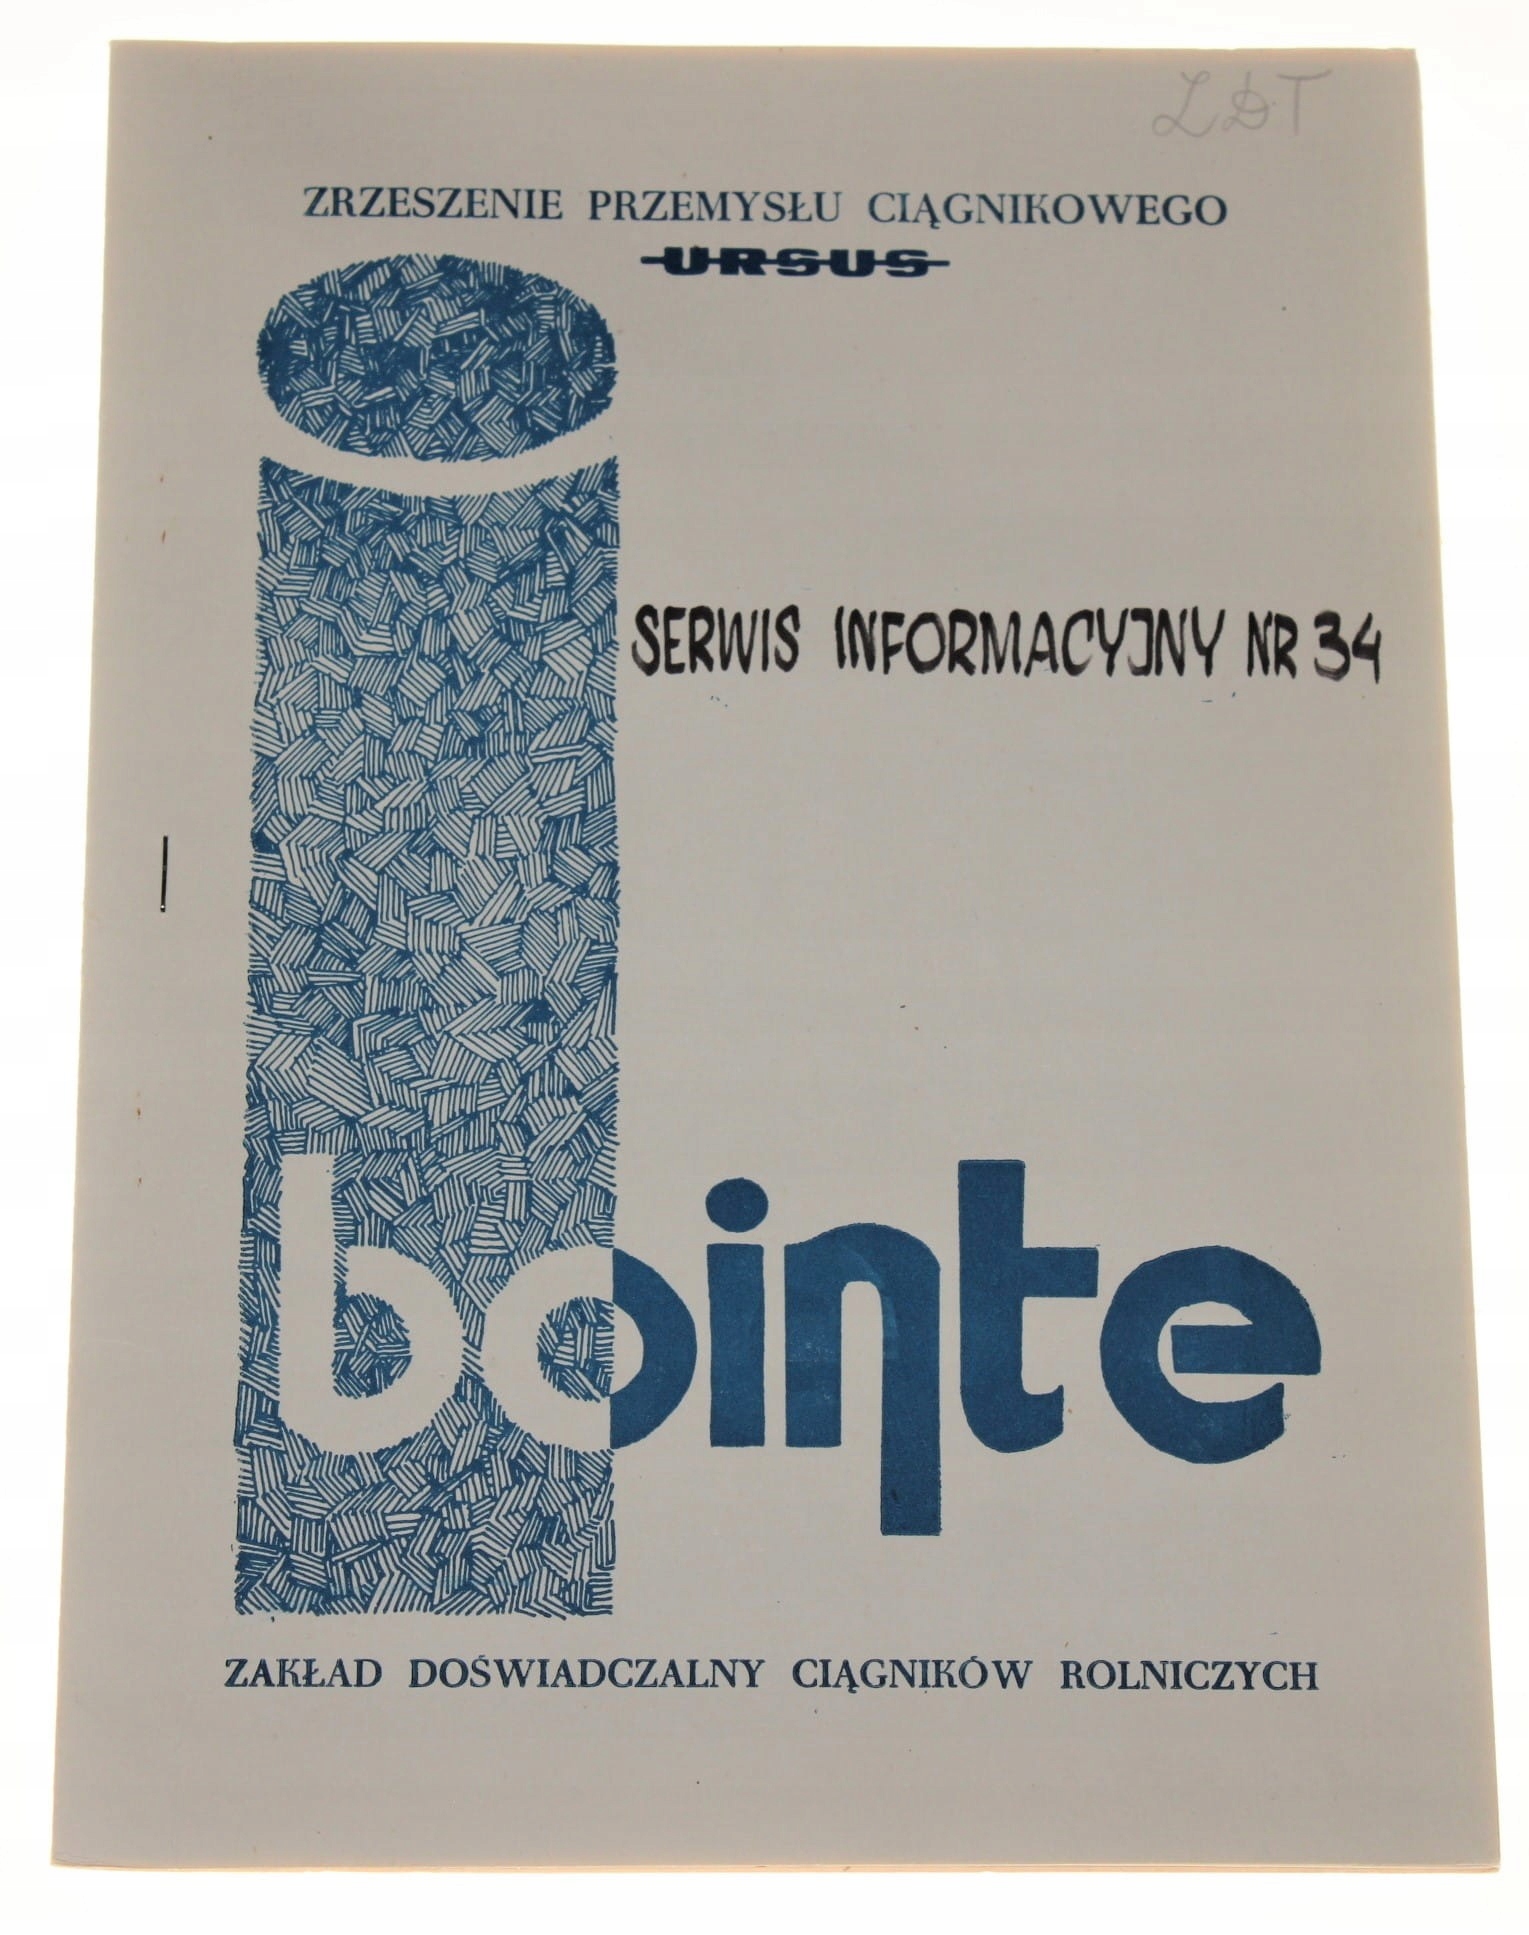 LDT
ZRZESZENIE PRZEMYSŁU CIĄGNIKOWEGO
URSUS
SERWIS INFORMACYJNY NR 34
bointe
ZAKŁAD DOŚWIADCZALNY CIĄGNIKÓW ROLNICZYCH